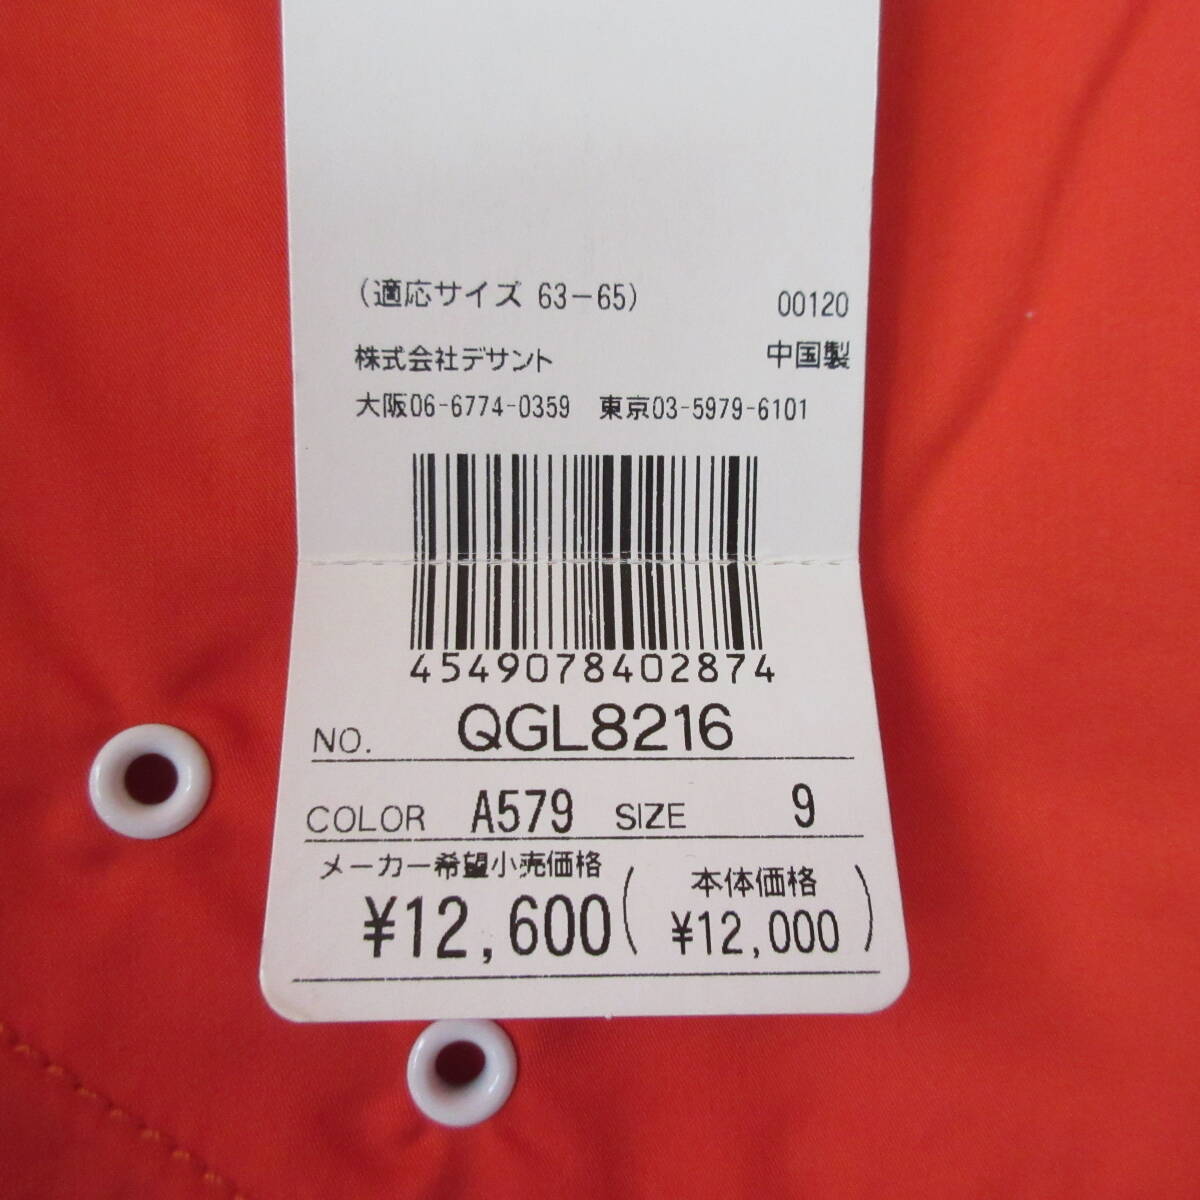 (適応サイズ 63-65) 00120
株式会社デサント 中国製
大阪06-6774-0359 東京03-5979-6101
4549078402874
NO. QGL8216
COLOR A579 SIZE 9
メーカー希望小売価格
¥12,600
(本体価格
¥12,000)